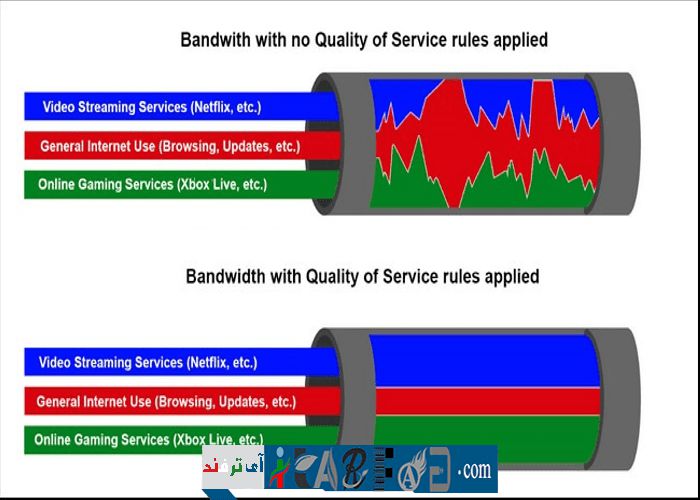 Bandwith with no Quality of Service rules applied
Video Streaming Services (Netflix, etc.)
General Internet Use (Browsing, Updates, etc.)
Online Gaming Services (Xbox Live, etc.)
Bandwidth with Quality of Service rules applied
Video Streaming Services (Netflix, etc.)
General Internet Use (Browsing, Updates, etc.)
Online Gaming Services (Xbox Live, etc.)
آی ترفند
.com